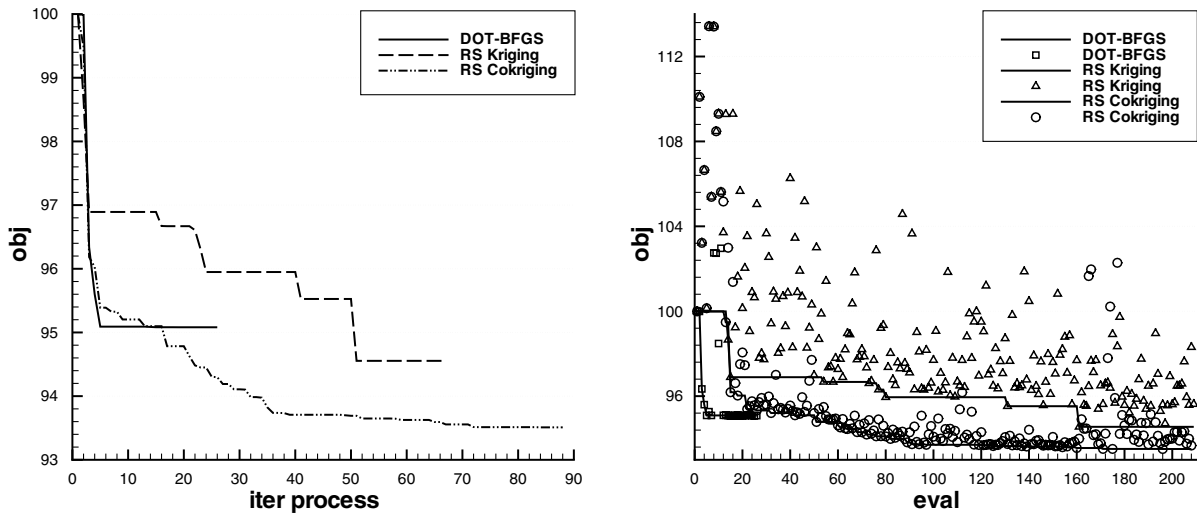 100
99
98
97
96
95
94
93
obj
0
10
20
30
40
50
60
70
80
90
iter process
DOT-BFGS
RS Kriging
RS Cokriging
112
108
104
100
96
obj
0
20
40
60
80
100
120
140
160
180
200
eval
DOT-BFGS
DOT-BFGS
RS Kriging
RS Kriging
RS Cokriging
RS Cokriging